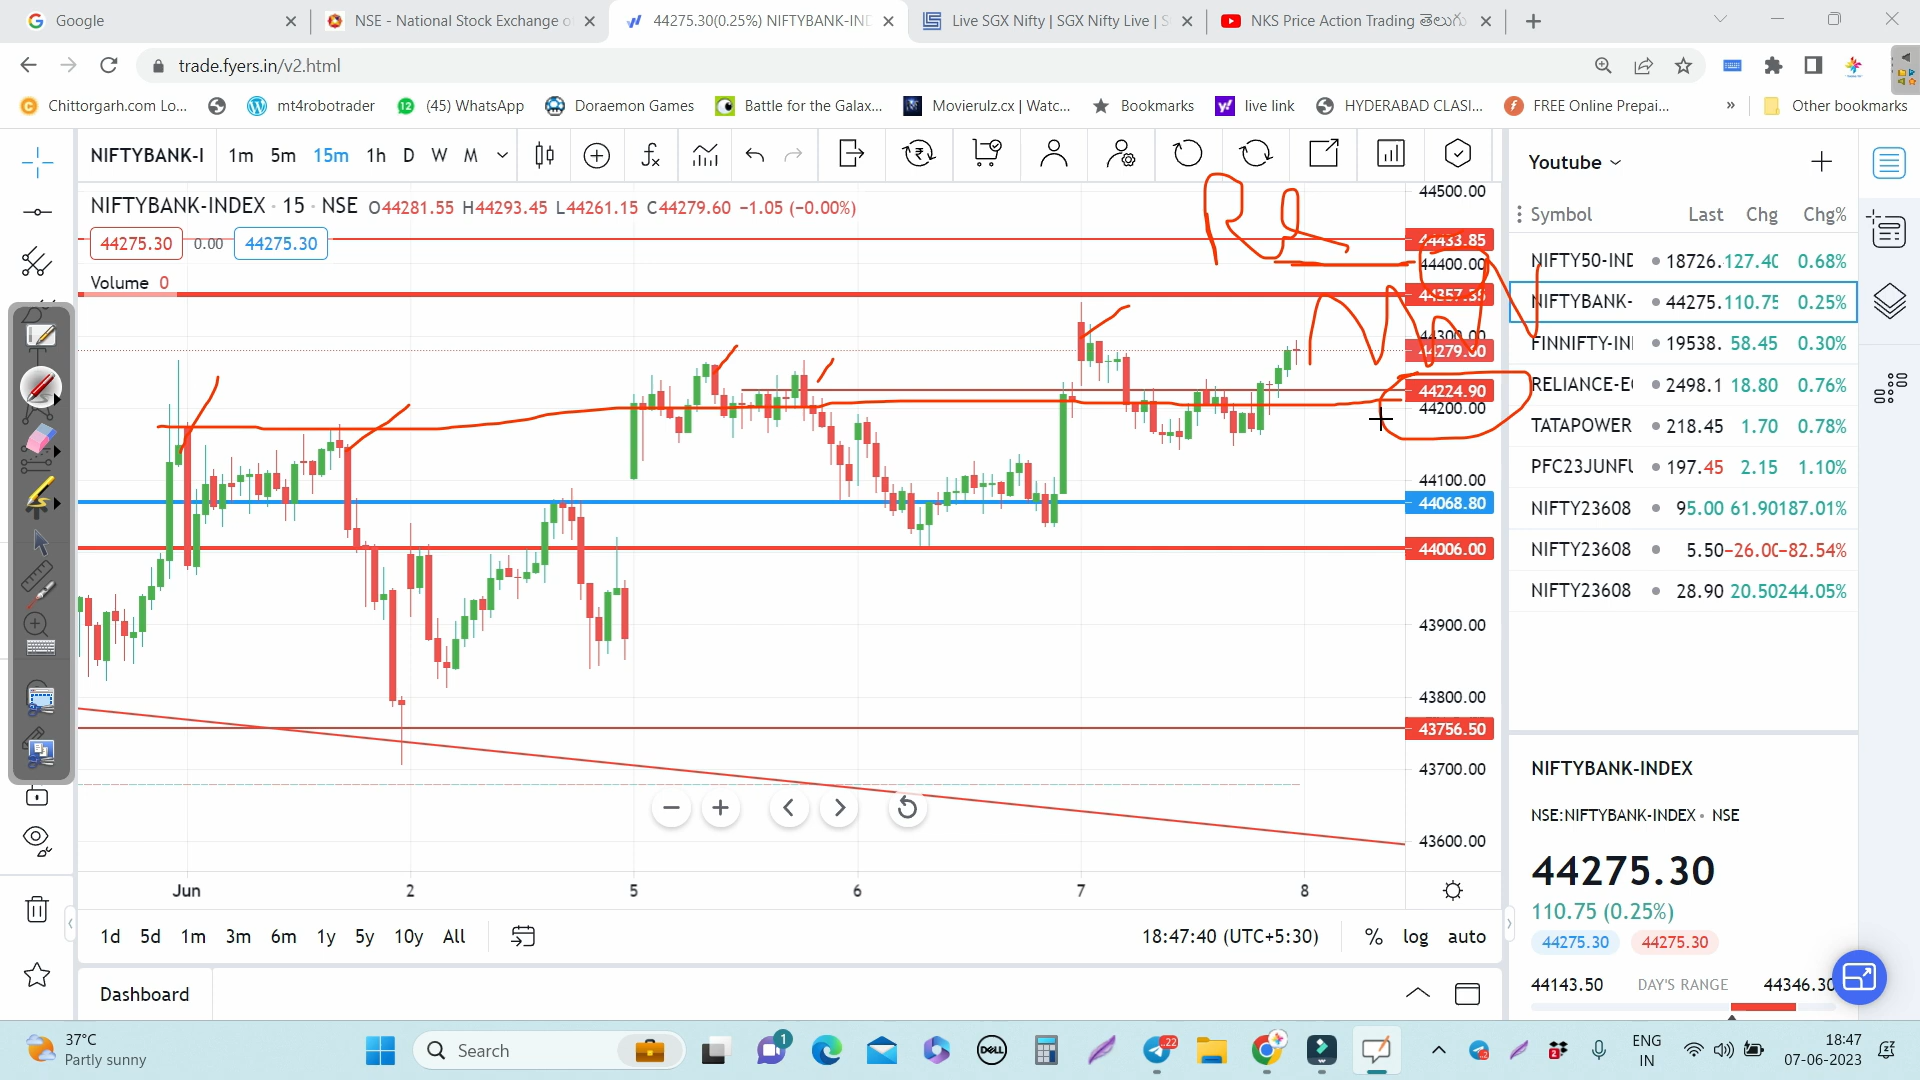 Google
NSE - National Stock Exchange o
44275.30(0.25%) NIFTYBANK-IND
Live SGX Nifty | SGX Nifty Live | S
NKS Price Action Trading తెలుగు
trade.fyers.in/v2.html
Chittorgarh.com Lo...
mt4robotrader
(45) WhatsApp
Doraemon Games
Battle for the Galax...
Movierulz.cx | Watc...
Bookmarks
live link
HYDERABAD CLASI...
FREE Online Prepai...
»
Other bookmarks
NIFTYBANK-I
1m 5m 15m 1h D W M
NIFTYBANK-INDEX · 15 · NSE O44281.55 H44293.45 L44261.15 C44279.60 −1.05 (−0.00%)
44275.30 0.00 44275.30
Volume 0
44500.00
44433.85
44400.00
44300.00
44224.90
44200.00
44100.00
44068.80
44006.00
43900.00
43800.00
43756.50
43700.00
43600.00
Jun 2 5 6 7 8
1d 5d 1m 3m 6m 1y 5y 10y All
18:47:40 (UTC+5:30) % log auto
Dashboard
Youtube
Symbol Last Chg Chg%
NIFTY50-IND 18726. 127.40 0.68%
NIFTYBANK- 44275. 110.75 0.25%
FINNIFTY-IN 19538. 58.45 0.30%
RELIANCE-E 2498.1 18.80 0.76%
TATAPOWER 218.45 1.70 0.78%
PFC23JUNFU 197.45 2.15 1.10%
NIFTY23608 95.00 61.90 187.01%
NIFTY23608 5.50 −26.00 −82.54%
NIFTY23608 28.90 20.50 244.05%
NIFTYBANK-INDEX
NSE:NIFTYBANK-INDEX • NSE
44275.30
110.75 (0.25%)
44275.30 44275.30
44143.50 DAY'S RANGE 44346.30
37°C
Partly sunny
Search
DELL
ENG
IN
18:47
07-06-2023